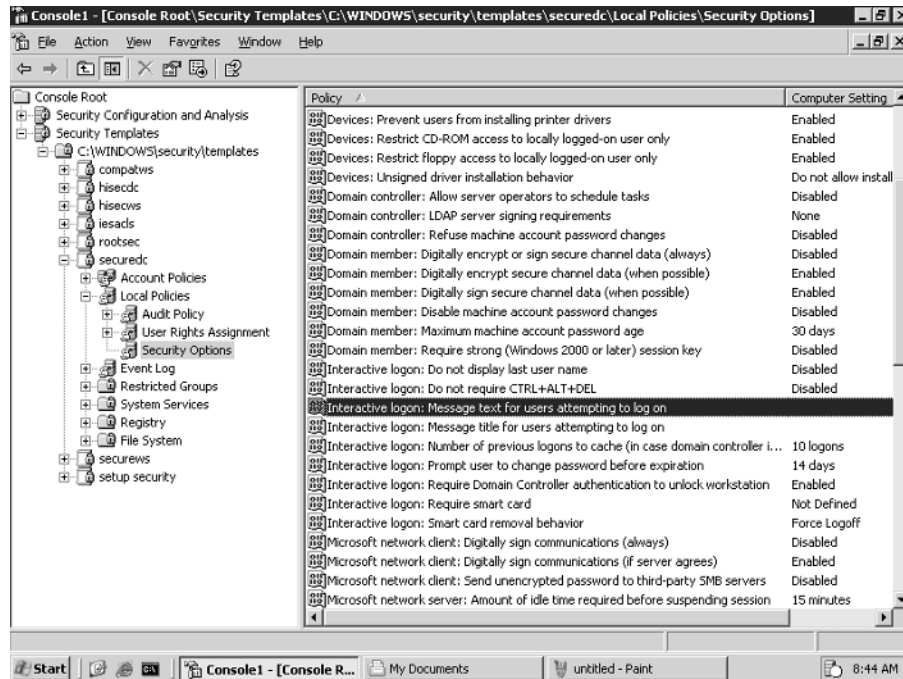 Console1 - [Console Root\Security Templates\C:\WINDOWS\security\templates\securedc\Local Policies\Security Options]
File Action View Favorites Window Help
Console Root
Security Configuration and Analysis
Security Templates
C:\WINDOWS\security\templates
compatws
hisecdc
hisecws
iesacls
rootsec
securedc
Account Policies
Local Policies
Audit Policy
User Rights Assignment
Security Options
Event Log
Restricted Groups
System Services
Registry
File System
securews
setup security
Policy Computer Setting
Devices: Prevent users from installing printer drivers Enabled
Devices: Restrict CD-ROM access to locally logged-on user only Enabled
Devices: Restrict floppy access to locally logged-on user only Enabled
Devices: Unsigned driver installation behavior Do not allow install
Domain controller: Allow server operators to schedule tasks Disabled
Domain controller: LDAP server signing requirements None
Domain controller: Refuse machine account password changes Disabled
Domain member: Digitally encrypt or sign secure channel data (always) Disabled
Domain member: Digitally encrypt secure channel data (when possible) Enabled
Domain member: Digitally sign secure channel data (when possible) Enabled
Domain member: Disable machine account password changes Disabled
Domain member: Maximum machine account password age 30 days
Domain member: Require strong (Windows 2000 or later) session key Disabled
Interactive logon: Do not display last user name Disabled
Interactive logon: Do not require CTRL+ALT+DEL Disabled
Interactive logon: Message text for users attempting to log on
Interactive logon: Message title for users attempting to log on
Interactive logon: Number of previous logons to cache (in case domain controller i... 10 logons
Interactive logon: Prompt user to change password before expiration 14 days
Interactive logon: Require Domain Controller authentication to unlock workstation Enabled
Interactive logon: Require smart card Not Defined
Interactive logon: Smart card removal behavior Force Logoff
Microsoft network client: Digitally sign communications (always) Disabled
Microsoft network client: Digitally sign communications (if server agrees) Enabled
Microsoft network client: Send unencrypted password to third-party SMB servers Disabled
Microsoft network server: Amount of idle time required before suspending session 15 minutes
Start Console1 - [Console R... My Documents untitled - Paint 8:44 AM